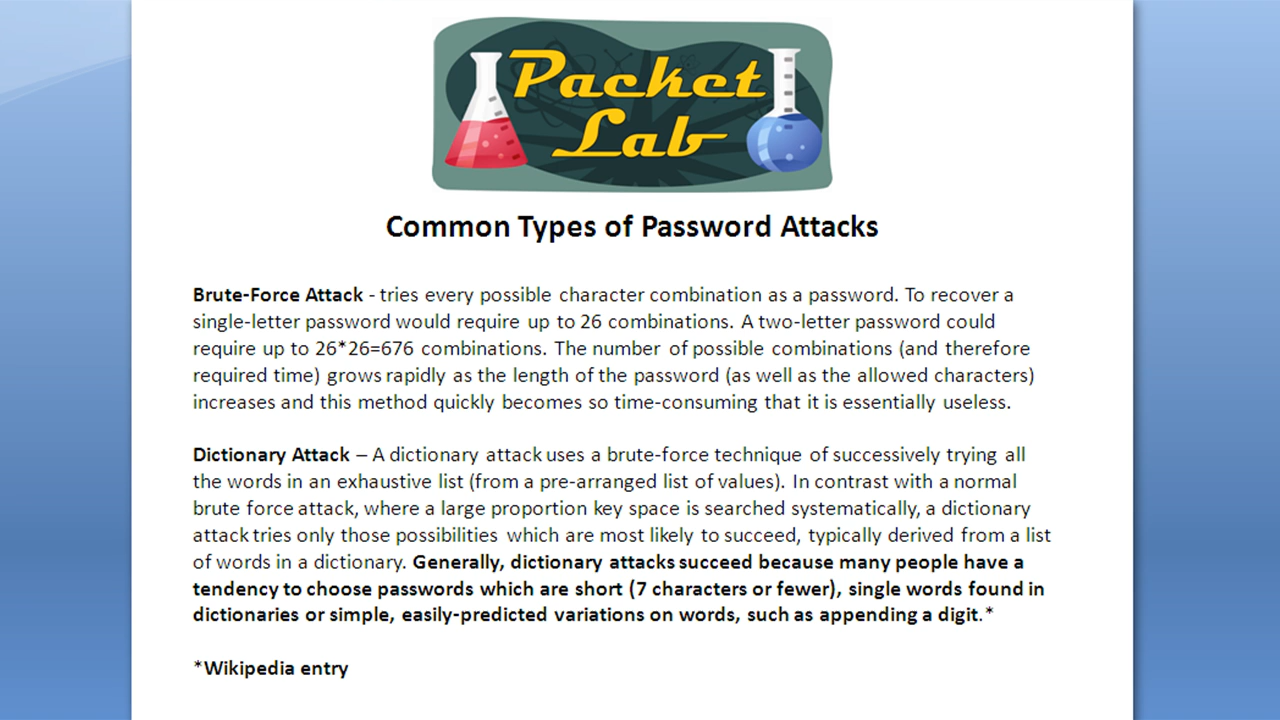 Packet
Lab
Common Types of Password Attacks
Brute-Force Attack - tries every possible character combination as a password. To recover a
single-letter password would require up to 26 combinations. A two-letter password could
require up to 26*26=676 combinations. The number of possible combinations (and therefore
required time) grows rapidly as the length of the password (as well as the allowed characters)
increases and this method quickly becomes so time-consuming that it is essentially useless.
Dictionary Attack – A dictionary attack uses a brute-force technique of successively trying all
the words in an exhaustive list (from a pre-arranged list of values). In contrast with a normal
brute force attack, where a large proportion key space is searched systematically, a dictionary
attack tries only those possibilities which are most likely to succeed, typically derived from a list
of words in a dictionary. Generally, dictionary attacks succeed because many people have a
tendency to choose passwords which are short (7 characters or fewer), single words found in
dictionaries or simple, easily-predicted variations on words, such as appending a digit.*
*Wikipedia entry